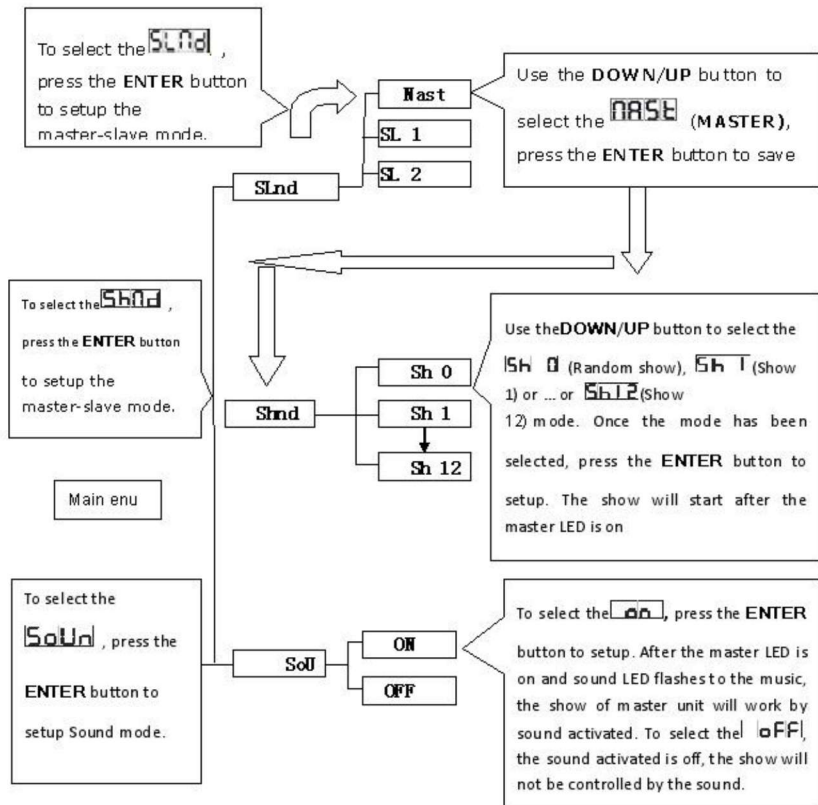 To select the SLMd ,
press the ENTER button
to setup the
master-slave mode.
Mast
SL 1
SL 2
SLnd
Use the DOWN/UP button to
select the MASt (MASTER),
press the ENTER button to save
To select the ShMd ,
press the ENTER button
to setup the
master-slave mode.
Shnd
Sh 0
Sh 1
Sh 12
Use theDOWN/UP button to select the
Sh 0 (Random show), Sh 1 (Show
1) or ... or Sh12 (Show
12) mode. Once the mode has been
selected, press the ENTER button to
setup. The show will start after the
master LED is on
Main enu
To select the
SoUn , press the
ENTER button to
setup Sound mode.
SoU
ON
OFF
To select the on , press the ENTER
button to setup. After the master LED is
on and sound LED flashes to the music,
the show of master unit will work by
sound activated. To select the oFF,
the sound activated is off, the show will
not be controlled by the sound.